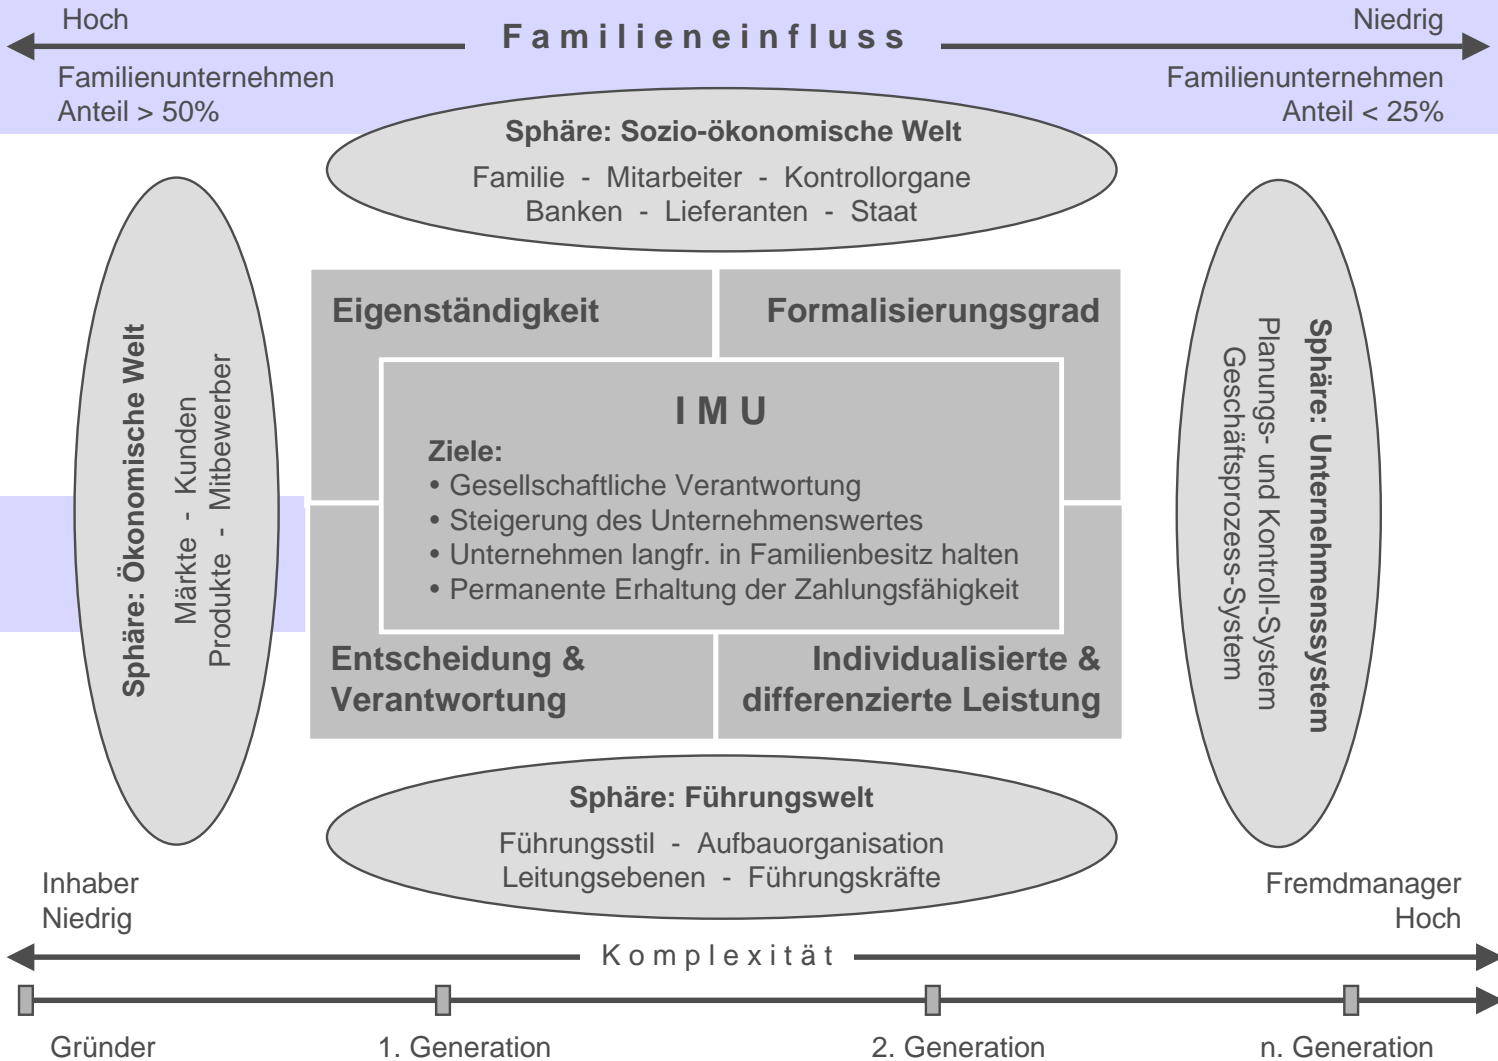 Hoch
Familieneinfluss
Niedrig
Familienunternehmen
Anteil > 50%
Familienunternehmen
Anteil < 25%
Sphäre: Sozio-ökonomische Welt
Familie - Mitarbeiter - Kontrollorgane
Banken - Lieferanten - Staat
Sphäre: Ökonomische Welt
Märkte - Kunden
Produkte - Mitbewerber
Eigenständigkeit
Formalisierungsgrad
IMU
Ziele:
• Gesellschaftliche Verantwortung
• Steigerung des Unternehmenswertes
• Unternehmen langfr. in Familienbesitz halten
• Permanente Erhaltung der Zahlungsfähigkeit
Entscheidung &
Verantwortung
Individualisierte &
differenzierte Leistung
Sphäre: Unternehmenssystem
Planungs- und Kontroll-System
Geschäftsprozess-System
Sphäre: Führungswelt
Führungsstil - Aufbauorganisation
Leitungsebenen - Führungskräfte
Inhaber
Niedrig
Fremdmanager
Hoch
Komplexität
Gründer
1. Generation
2. Generation
n. Generation